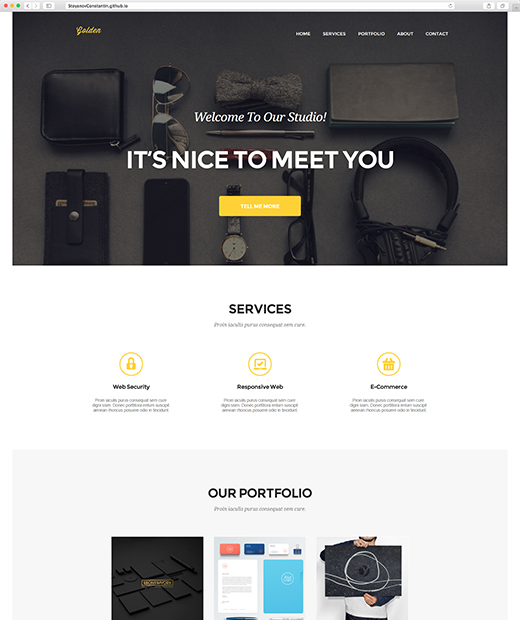 StoyanovConstantin.github.io
Golden
HOME SERVICES PORTFOLIO ABOUT CONTACT
Welcome To Our Studio!
IT'S NICE TO MEET YOU
TELL ME MORE
SERVICES
Proin iaculis purus consequat sem cure.
Web Security
Responsive Web
E-Commerce
Proin iaculis purus consequat sem cure
digni ssim. Donec porttitora entum suscipit
aenean rhoncus posuere odio in tincidunt.
Proin iaculis purus consequat sem cure
digni ssim. Donec porttitora entum suscipit
aenean rhoncus posuere odio in tincidunt.
Proin iaculis purus consequat sem cure
digni ssim. Donec porttitora entum suscipit
aenean rhoncus posuere odio in tincidunt.
OUR PORTFOLIO
Proin iaculis purus consequat sem cure.